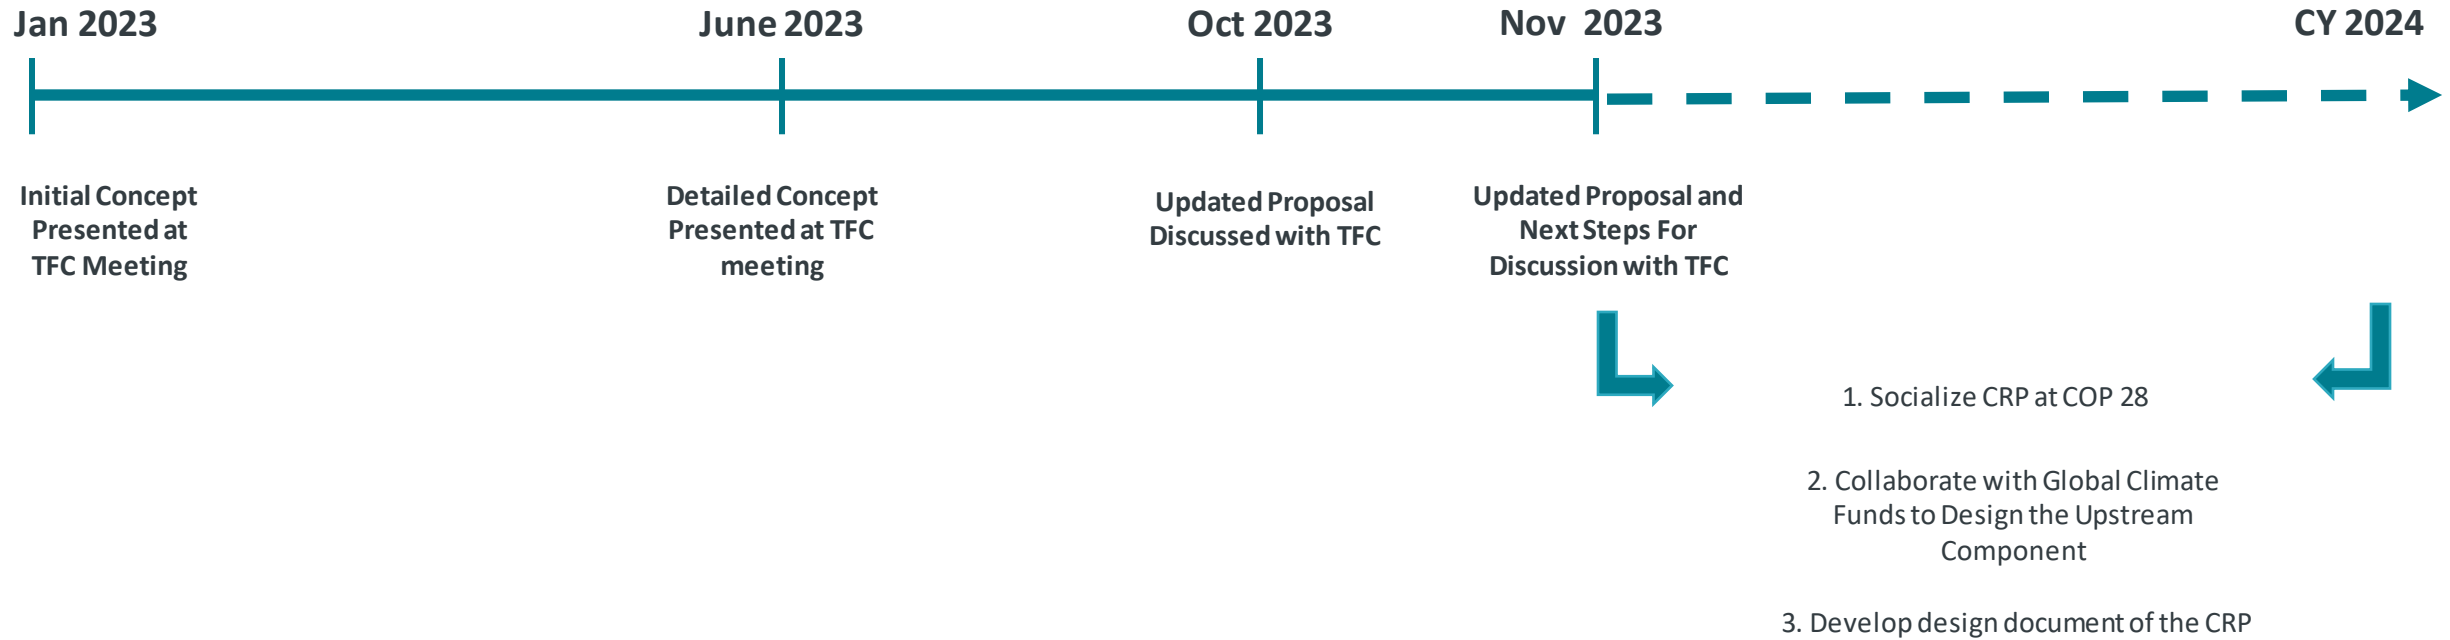 Jan 2023
June 2023
Oct 2023
Nov 2023
CY 2024
Initial Concept
Presented at
TFC Meeting
Detailed Concept
Presented at TFC
meeting
Updated Proposal
Discussed with TFC
Updated Proposal and
Next Steps For
Discussion with TFC
1. Socialize CRP at COP 28
2. Collaborate with Global Climate
Funds to Design the Upstream
Component
3. Develop design document of the CRP